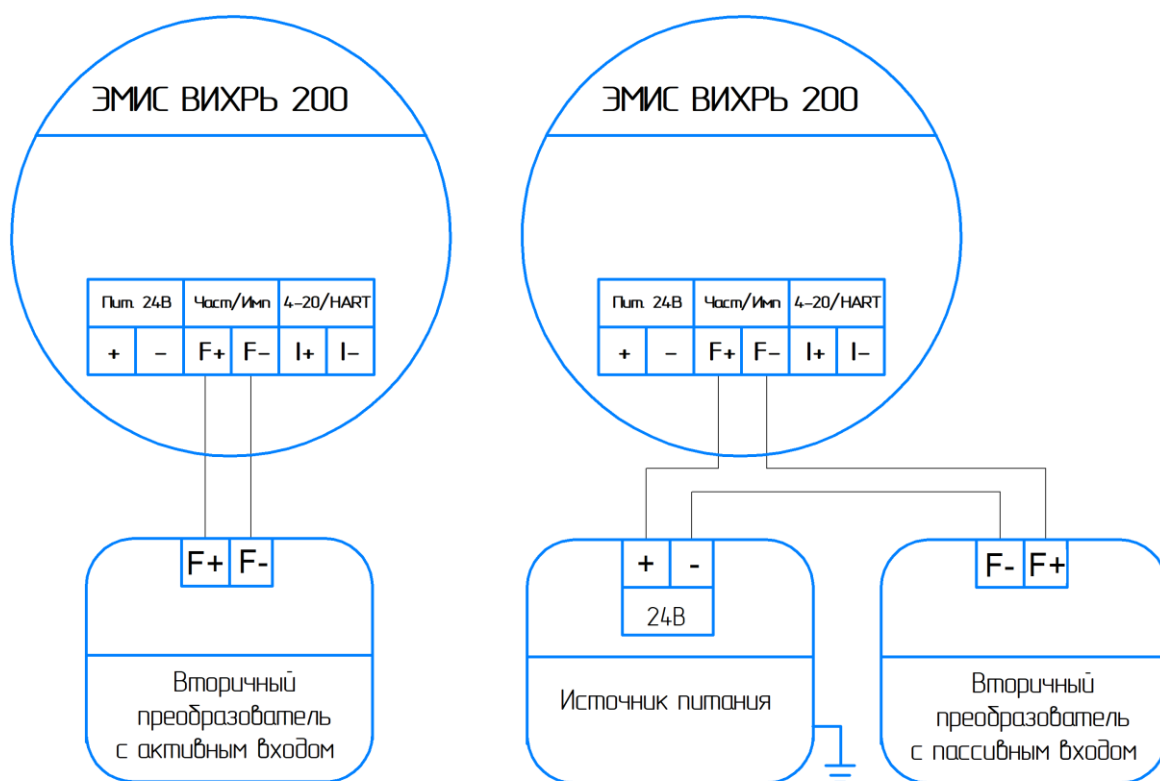 ЭМИС ВИХРЬ 200
Пит. 24В Част/Имп 4-20/HART
+ - F+ F- I+ I-
F+ F-
Вторичный
преобразователь
с активным входом
ЭМИС ВИХРЬ 200
Пит. 24В Част/Имп 4-20/HART
+ - F+ F- I+ I-
+ -
24В
Источник питания
F- F+
Вторичный
преобразователь
с пассивным входом